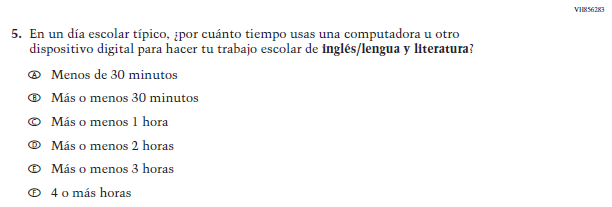 VH856283
5. En un día escolar típico, ¿por cuánto tiempo usas una computadora u otro
dispositivo digital para hacer tu trabajo escolar de inglés/lengua y literatura?
A Menos de 30 minutos
B Más o menos 30 minutos
C Más o menos 1 hora
D Más o menos 2 horas
E Más o menos 3 horas
F 4 o más horas